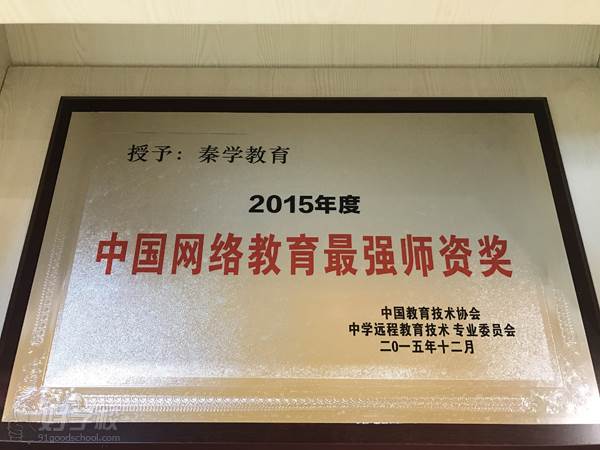 授予：秦学教育
2015年度
中国网络教育最强师资奖
中国教育技术协会
中学远程教育技术 专业委员会
二〇一五年十二月
好学校
91goodschool.com